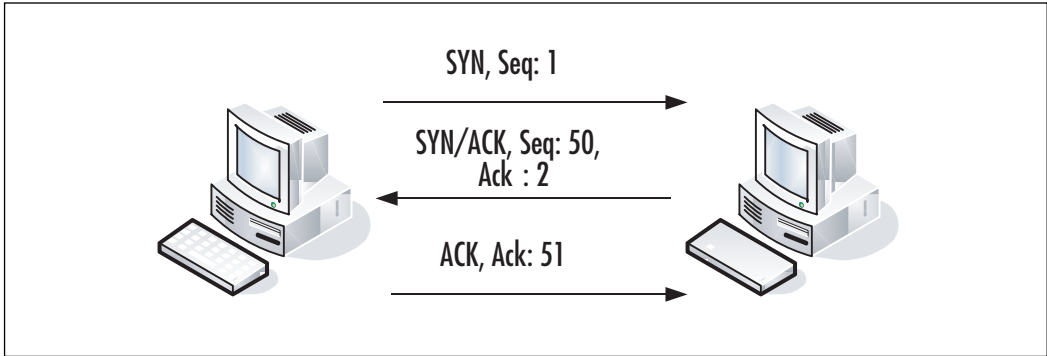 SYN, Seq: 1
SYN/ACK, Seq: 50,
Ack : 2
ACK, Ack: 51